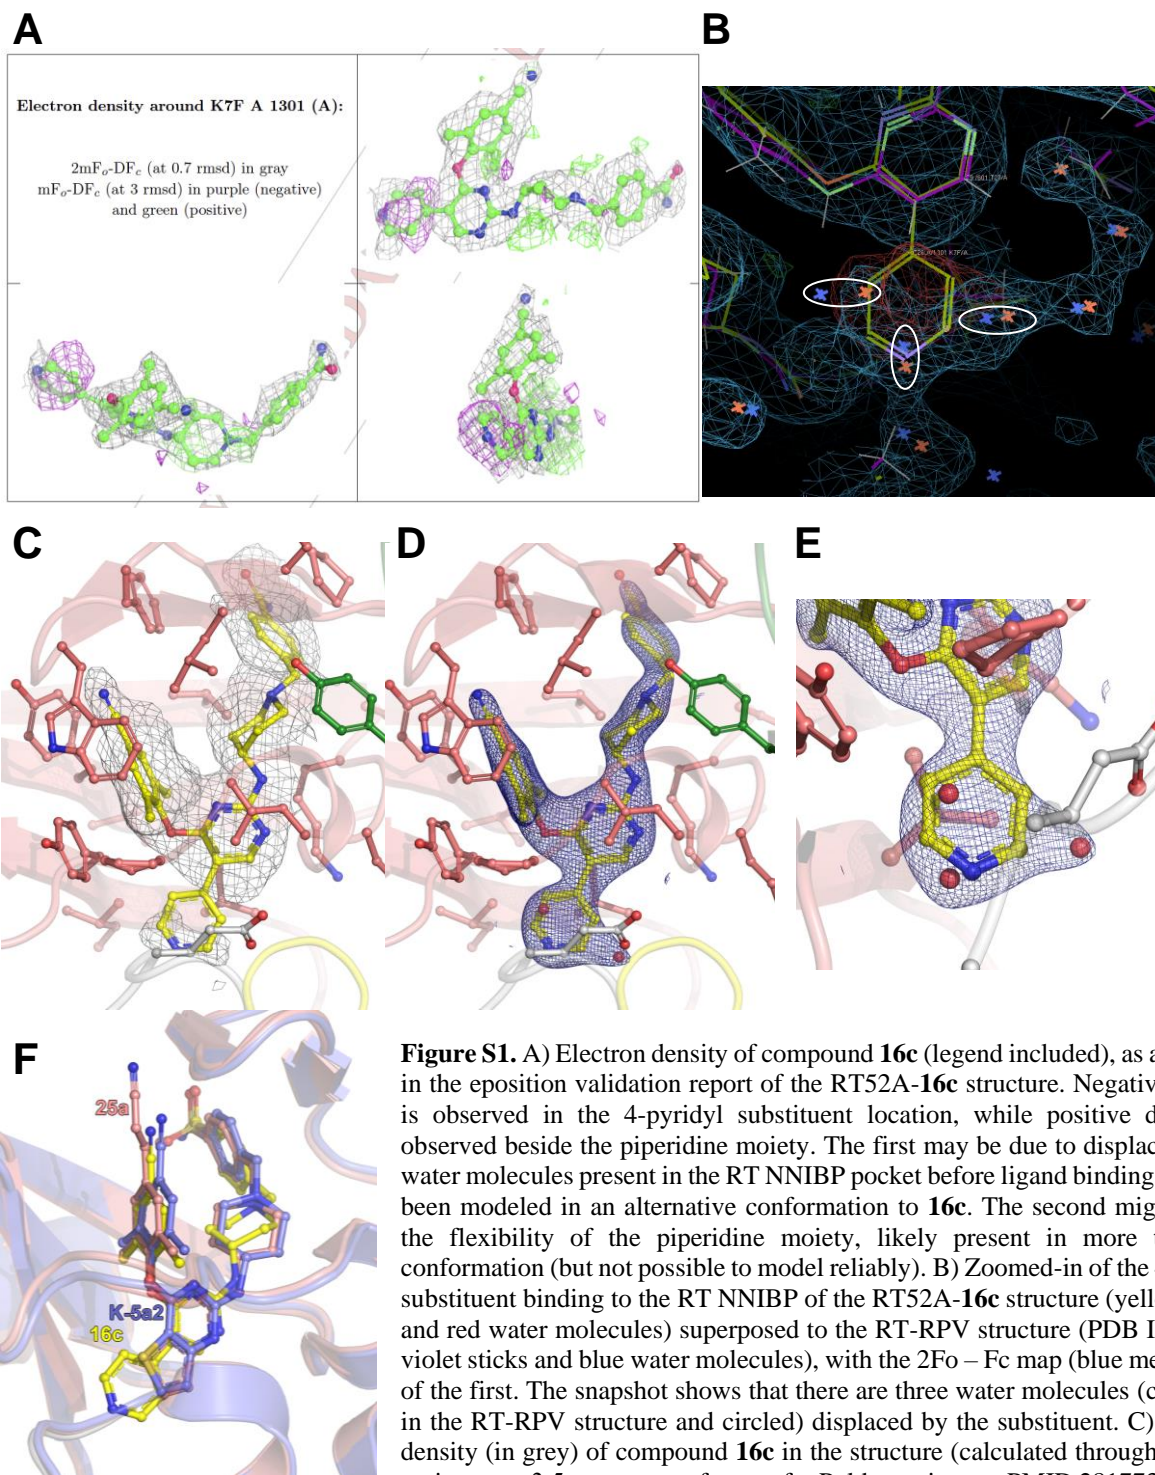 A
B
Electron density around K7F A 1301 (A):
2mFo-DFc (at 0.7 rmsd) in gray
mFo-DFc (at 3 rmsd) in purple (negative)
and green (positive)
C
D
E
F
25a
K-5a2
16c
Figure S1. A) Electron density of compound 16c (legend included), as a
in the eposition validation report of the RT52A-16c structure. Negativ
is observed in the 4-pyridyl substituent location, while positive d
observed beside the piperidine moiety. The first may be due to displac
water molecules present in the RT NNIBP pocket before ligand binding
been modeled in an alternative conformation to 16c. The second mig
the flexibility of the piperidine moiety, likely present in more
conformation (but not possible to model reliably). B) Zoomed-in of the
substituent binding to the RT NNIBP of the RT52A-16c structure (yell
and red water molecules) superposed to the RT-RPV structure (PDB I
violet sticks and blue water molecules), with the 2Fo – Fc map (blue me
of the first. The snapshot shows that there are three water molecules (c
in the RT-RPV structure and circled) displaced by the substituent. C)
density (in grey) of compound 16c in the structure (calculated through